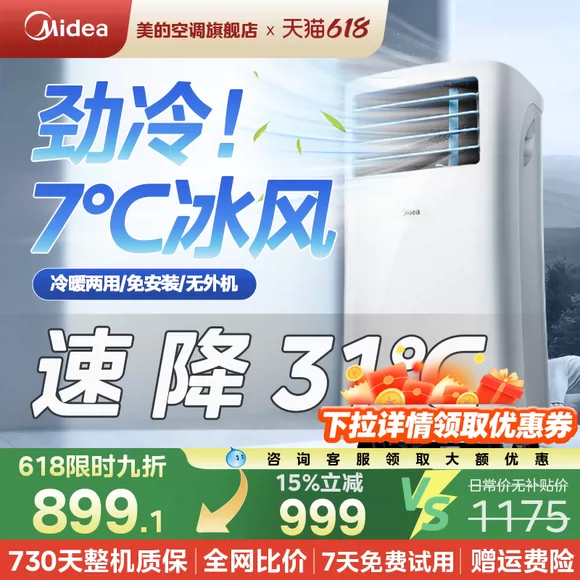 Midea 美的空调旗舰店 × 天猫618
劲冷!
7℃冰风
冷暖两用/免安装/无外机
Midea
速降31℃
下拉详情领取优惠券
咨询客服领取大额优惠
618限时九折
899.1
15%立减
999
VS
日常价无补贴价
1175
730天整机质保 全网比价 7天免费试用 赠运费险